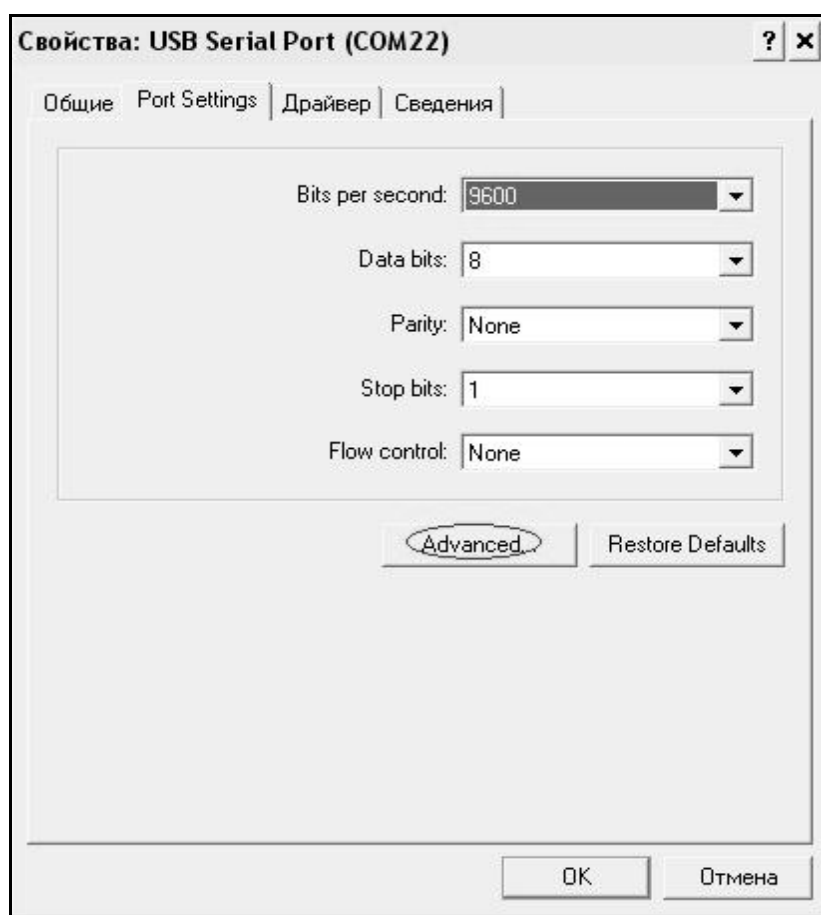 Свойства: USB Serial Port (COM22)
Общие Port Settings Драйвер Сведения
Bits per second: 9600
Data bits: 8
Parity: None
Stop bits: 1
Flow control: None
Advanced... Restore Defaults
OK Отмена